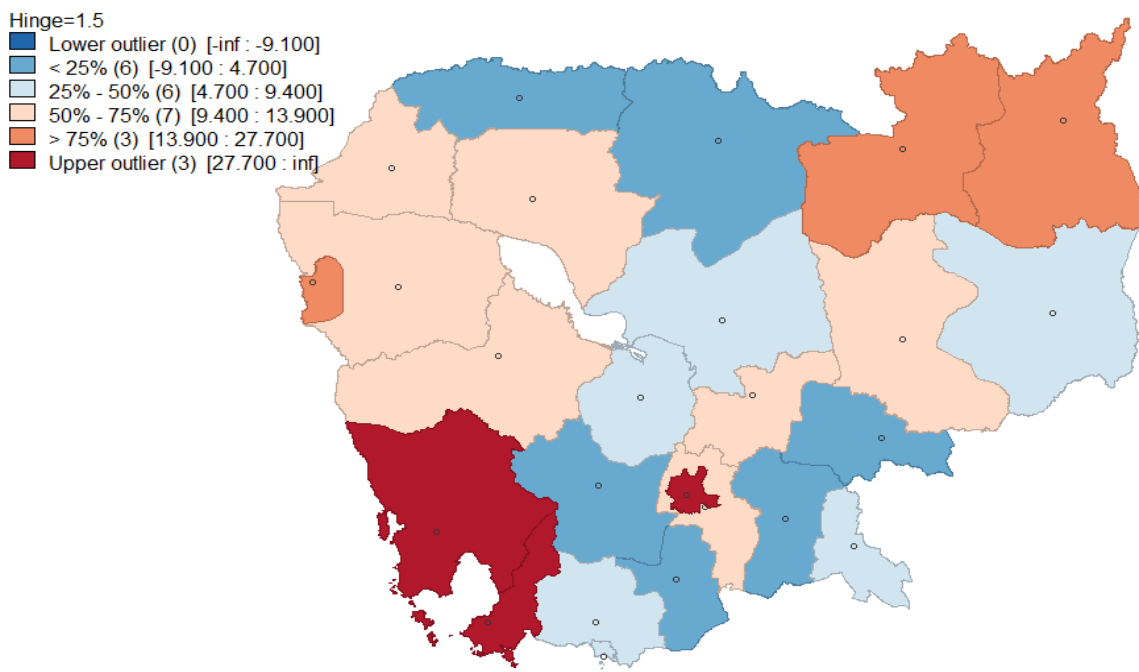 Hinge=1.5
Lower outlier (0) [-inf : -9.100]
< 25% (6) [-9.100 : 4.700]
25% - 50% (6) [4.700 : 9.400]
50% - 75% (7) [9.400 : 13.900]
> 75% (3) [13.900 : 27.700]
Upper outlier (3) [27.700 : inf]